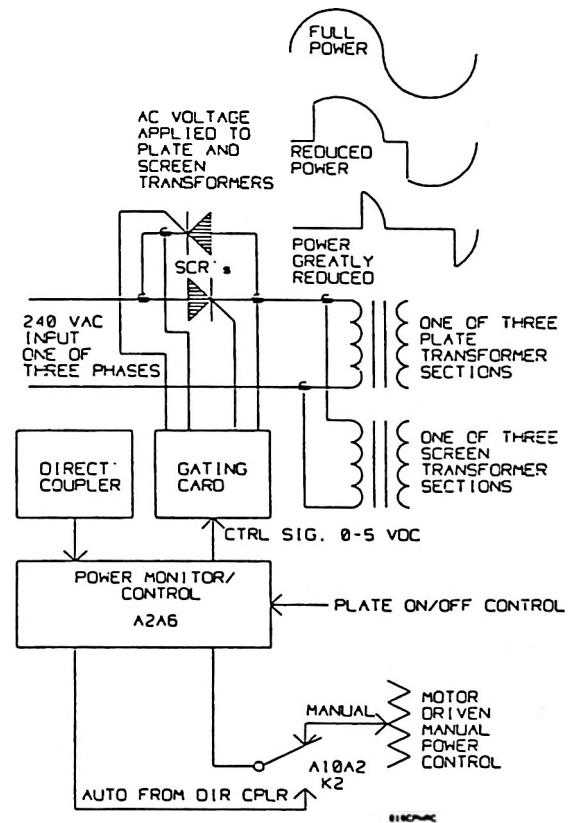 FULL
POWER
AC VOLTAGE
APPLIED TO
PLATE AND
SCREEN
TRANSFORMERS
REDUCED
POWER
SCR's
POWER
GREATLY
REDUCED
240 VAC
INPUT
ONE OF
THREE PHASES
ONE OF THREE
PLATE
TRANSFORMER
SECTIONS
ONE OF THREE
SCREEN
TRANSFORMER
SECTIONS
DIRECT
COUPLER
GATING
CARD
CTRL SIG. 0-5 VDC
POWER MONITOR/
CONTROL
A2A6
PLATE ON/OFF CONTROL
MANUAL
MOTOR
DRIVEN
MANUAL
POWER
CONTROL
A10A2
K2
AUTO FROM DIR CPLR